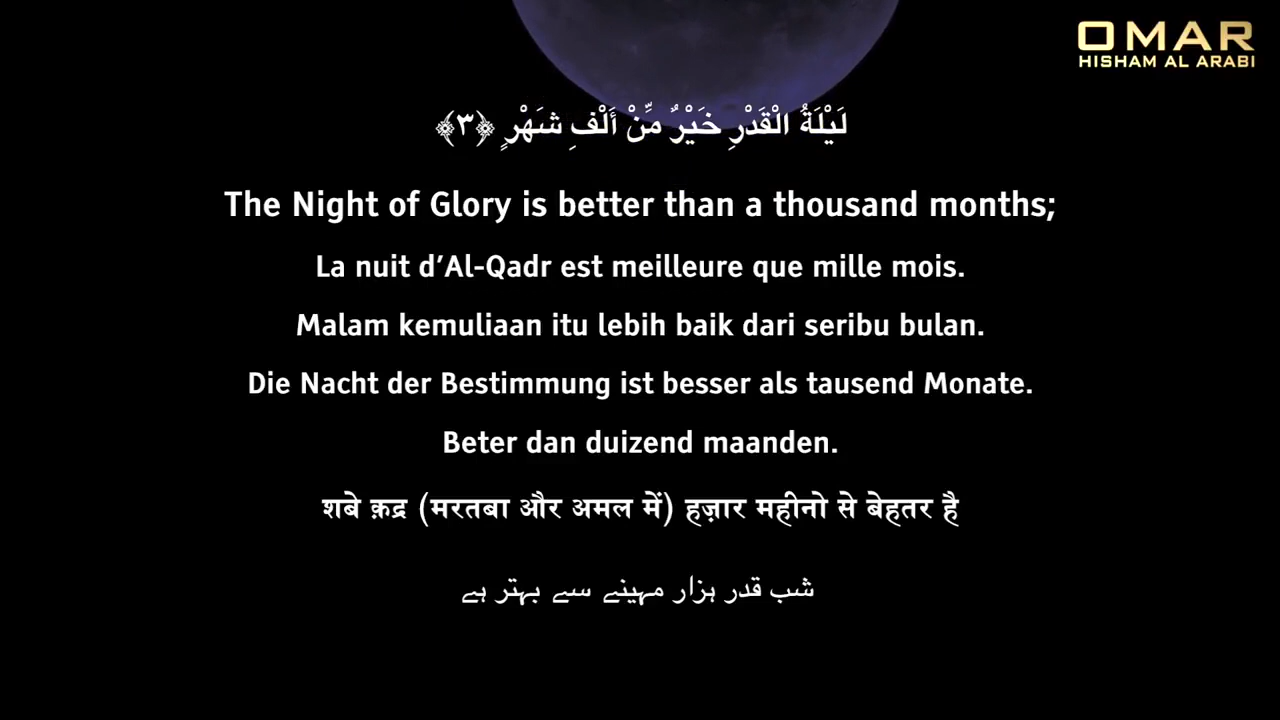 OMAR
HISHAM AL ARABI
لَيْلَةُ الْقَدْرِ خَيْرٌ مِّنْ أَلْفِ شَهْرٍ ﴿٣﴾
The Night of Glory is better than a thousand months;
La nuit d’Al-Qadr est meilleure que mille mois.
Malam kemuliaan itu lebih baik dari seribu bulan.
Die Nacht der Bestimmung ist besser als tausend Monate.
Beter dan duizend maanden.
शबे क़द्र (मरतबा और अमल में) हज़ार महीनो से बेहतर है
شب قدر ہزار مہینے سے بہتر ہے